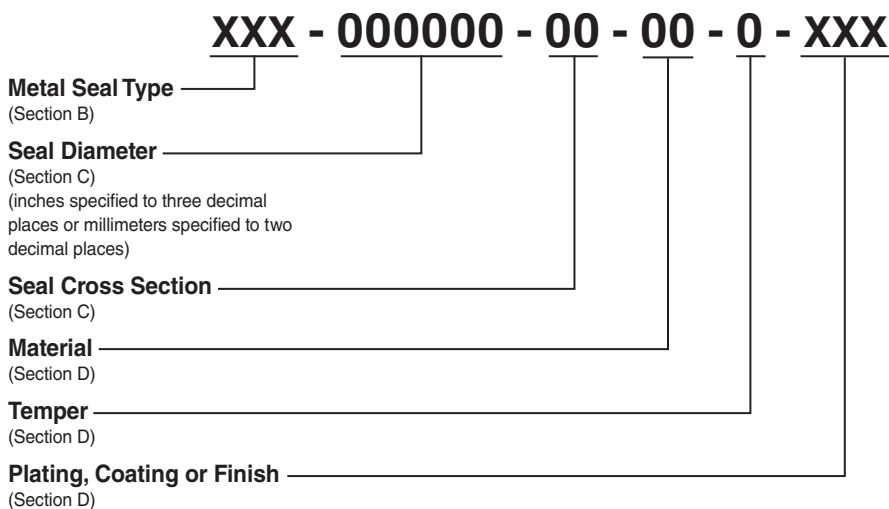 XXX - 000000 - 00 - 00 - 0 - XXX
Metal Seal Type
(Section B)
Seal Diameter
(Section C)
(inches specified to three decimal
places or millimeters specified to two
decimal places)
Seal Cross Section
(Section C)
Material
(Section D)
Temper
(Section D)
Plating, Coating or Finish
(Section D)